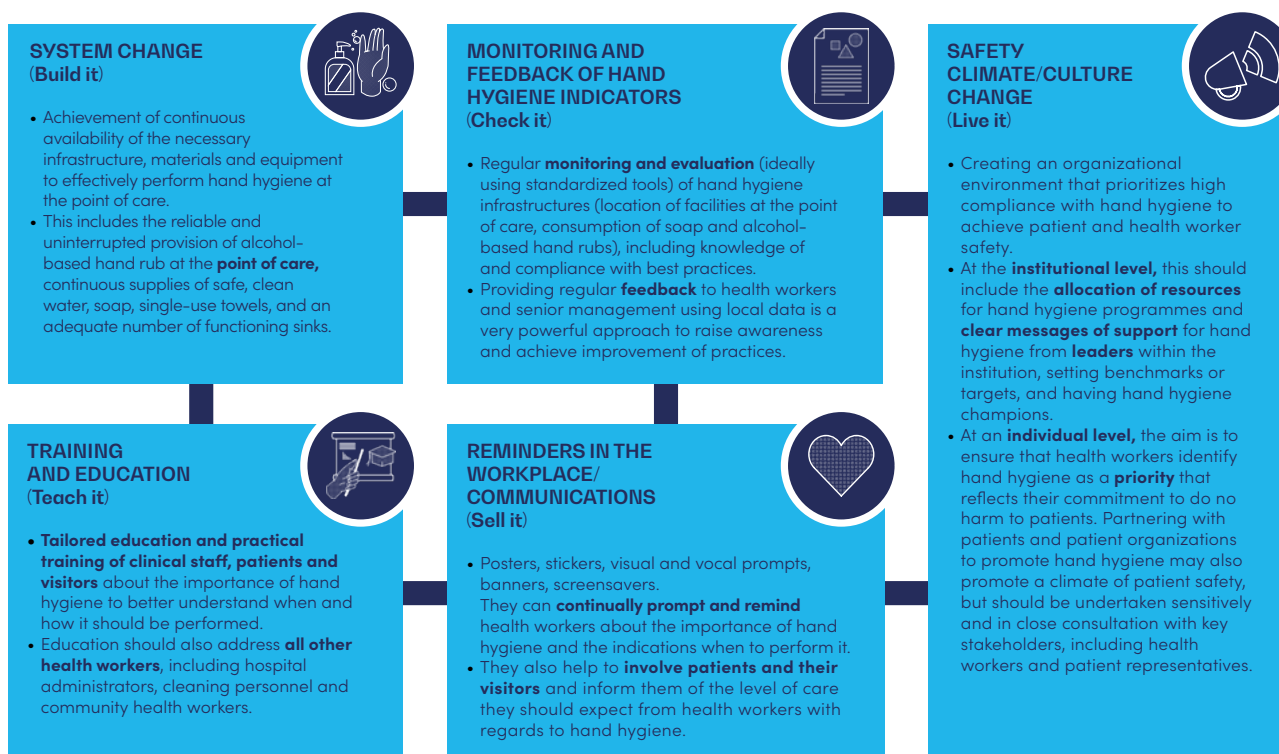 SYSTEM CHANGE
(Build it)
• Achievement of continuous
availability of the necessary
infrastructure, materials and equipment
to effectively perform hand hygiene at
the point of care.
• This includes the reliable and
uninterrupted provision of alcohol-
based hand rub at the point of care,
continuous supplies of safe, clean
water, soap, single-use towels, and an
adequate number of functioning sinks.
TRAINING
AND EDUCATION
(Teach it)
• Tailored education and practical
training of clinical staff, patients and
visitors about the importance of hand
hygiene to better understand when and
how it should be performed.
• Education should also address all other
health workers, including hospital
administrators, cleaning personnel and
community health workers.
MONITORING AND
FEEDBACK OF HAND
HYGIENE INDICATORS
(Check it)
• Regular monitoring and evaluation (ideally
using standardized tools) of hand hygiene
infrastructures (location of facilities at the point
of care, consumption of soap and alcohol-
based hand rubs), including knowledge of
and compliance with best practices.
• Providing regular feedback to health workers
and senior management using local data is a
very powerful approach to raise awareness
and achieve improvement of practices.
REMINDERS IN THE
WORKPLACE/
COMMUNICATIONS
(Sell it)
• Posters, stickers, visual and vocal prompts,
banners, screensavers.
They can continually prompt and remind
health workers about the importance of hand
hygiene and the indications when to perform it.
• They also help to involve patients and their
visitors and inform them of the level of care
they should expect from health workers with
regards to hand hygiene.
SAFETY
CLIMATE/CULTURE
CHANGE
(Live it)
• Creating an organizational
environment that prioritizes high
compliance with hand hygiene to
achieve patient and health worker
safety.
• At the institutional level, this should
include the allocation of resources
for hand hygiene programmes and
clear messages of support for hand
hygiene from leaders within the
institution, setting benchmarks or
targets, and having hand hygiene
champions.
• At an individual level, the aim is to
ensure that health workers identify
hand hygiene as a priority that
reflects their commitment to do no
harm to patients. Partnering with
patients and patient organizations
to promote hand hygiene may also
promote a climate of patient safety,
but should be undertaken sensitively
and in close consultation with key
stakeholders, including health
workers and patient representatives.